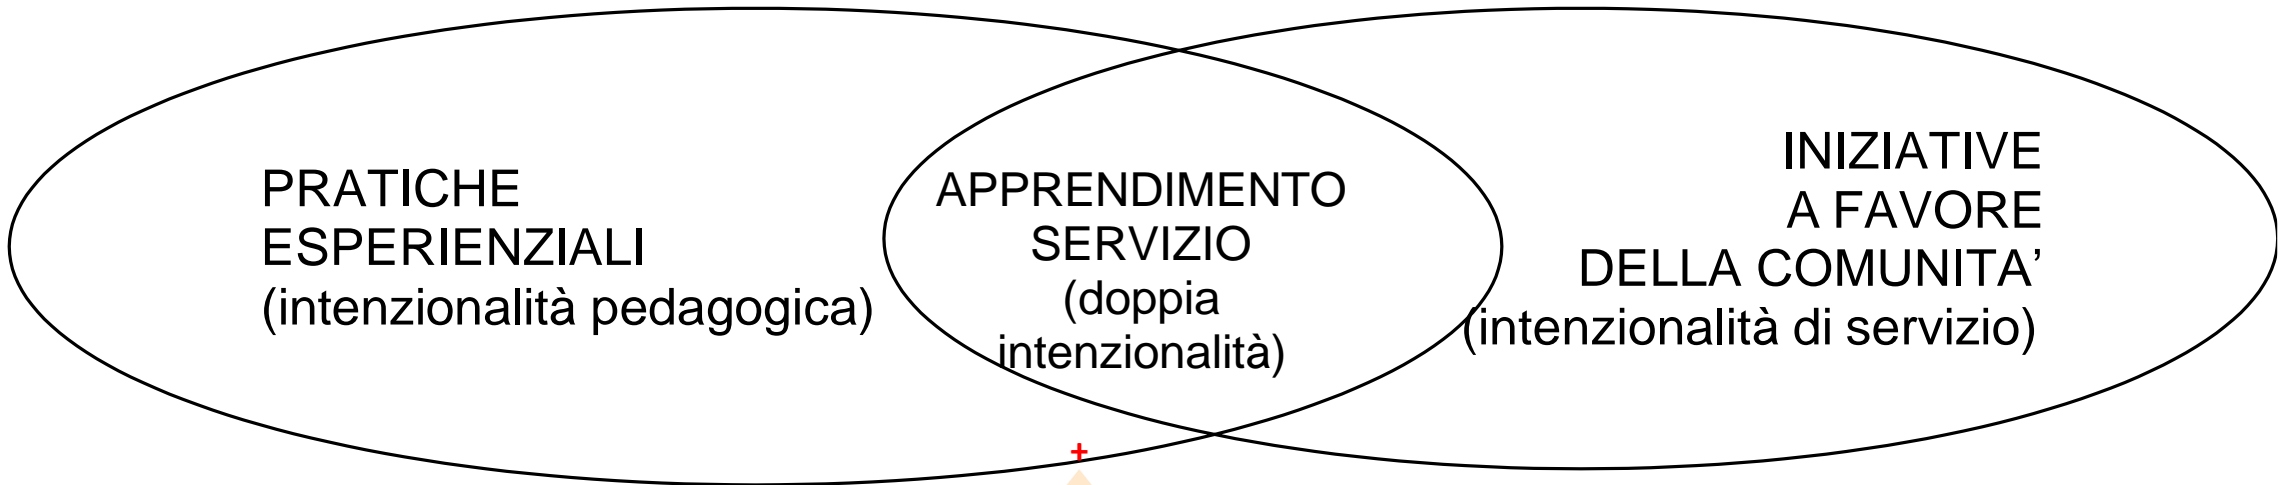 PRATICHE
ESPERIENZIALI
(intenzionalità pedagogica)
APPRENDIMENTO
SERVIZIO
(doppia
intenzionalità)
INIZIATIVE
A FAVORE
DELLA COMUNITA’
(intenzionalità di servizio)
+